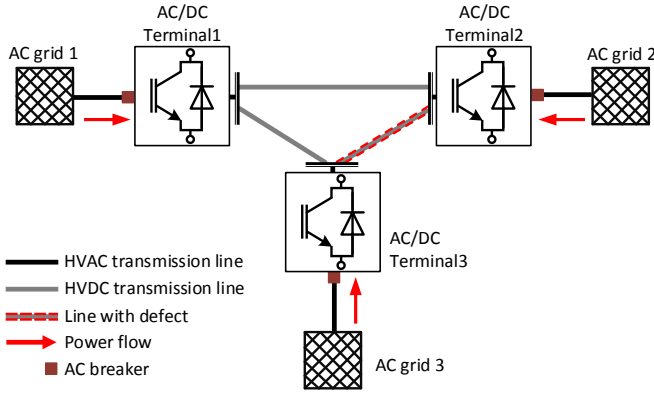 AC/DC
Terminal1
AC/DC
Terminal2
AC grid 1
AC grid 2
AC/DC
Terminal3
HVAC transmission line
HVDC transmission line
Line with defect
Power flow
AC breaker
AC grid 3